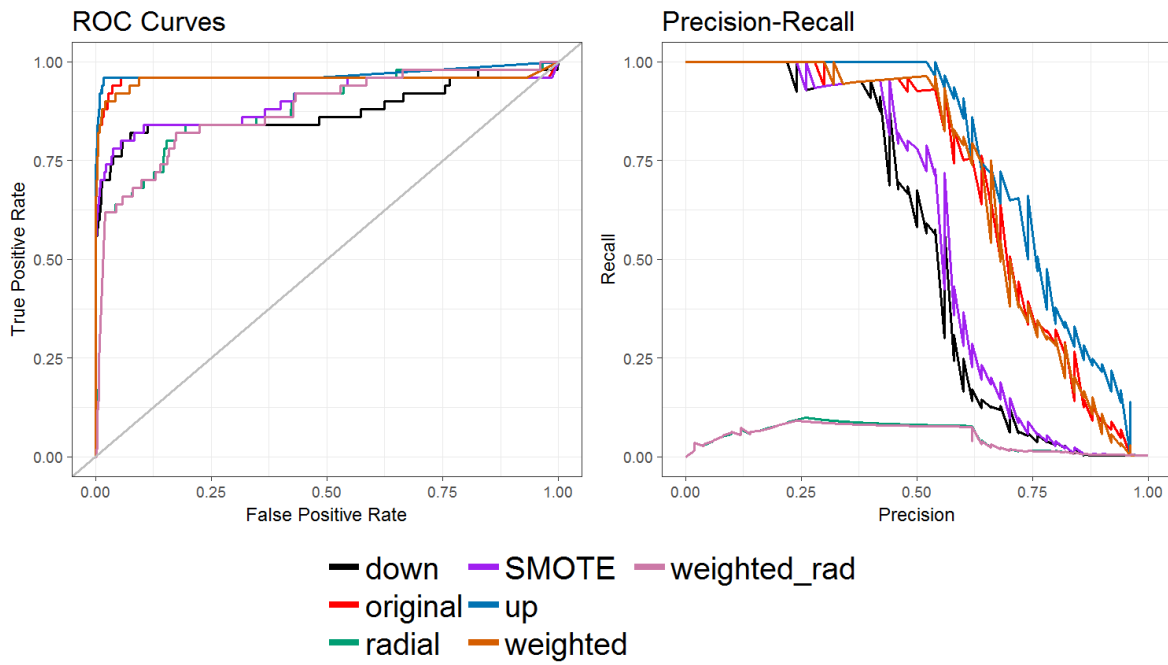 ROC Curves
1.00
0.75
0.50
0.25
0.00
True Positive Rate
0.00 0.25 0.50 0.75 1.00
False Positive Rate
Precision-Recall
1.00
0.75
0.50
0.25
0.00
Recall
0.00 0.25 0.50 0.75 1.00
Precision
down SMOTE weighted_rad
original up
radial weighted